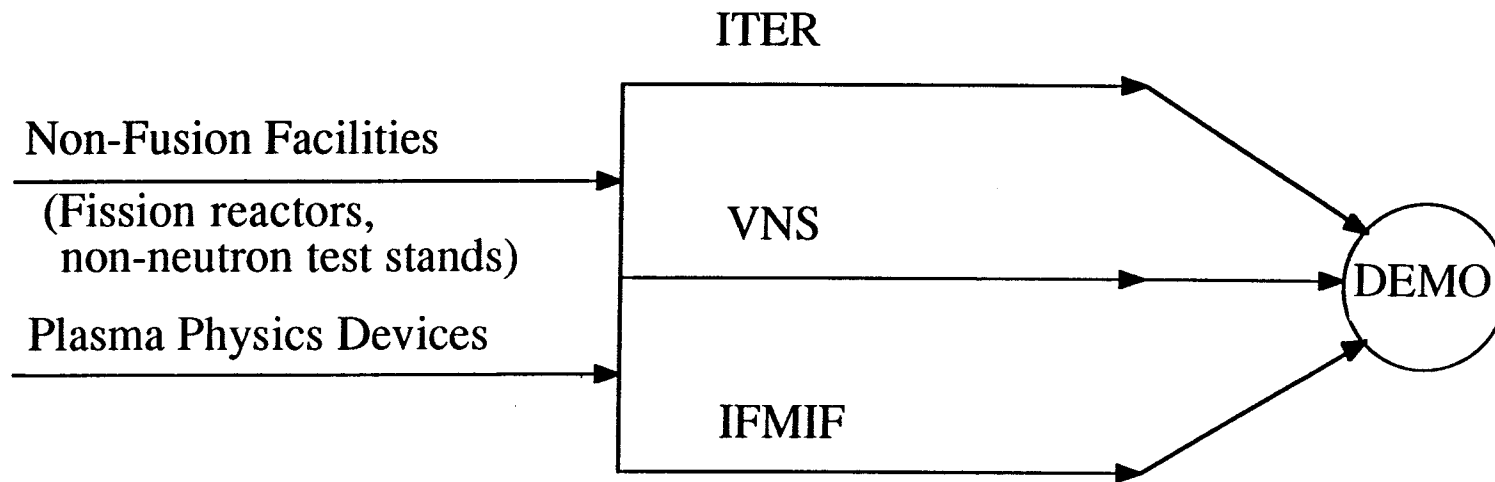 ITER
Non-Fusion Facilities
(Fission reactors,
non-neutron test stands)
VNS
DEMO
Plasma Physics Devices
IFMIF